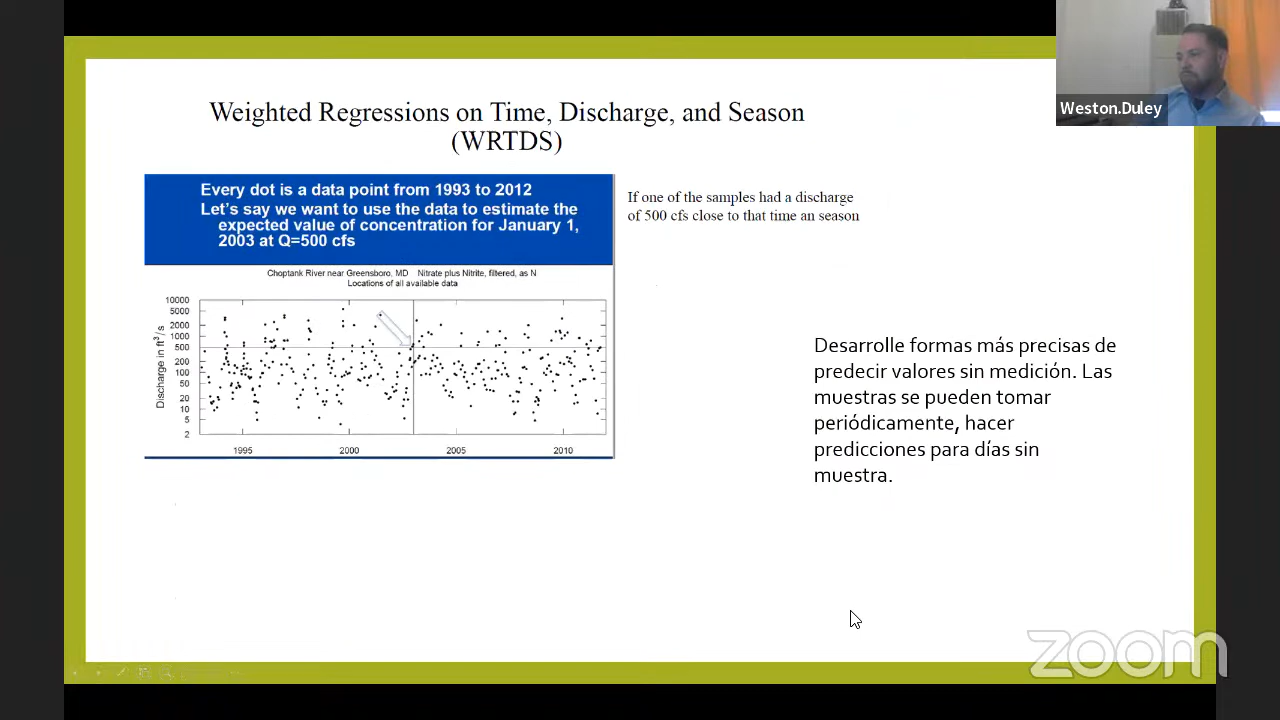 Weston.Duley
Weighted Regressions on Time, Discharge, and Season
(WRTDS)
Every dot is a data point from 1993 to 2012
Let's say we want to use the data to estimate the
expected value of concentration for January 1,
2003 at Q=500 cfs
If one of the samples had a discharge
of 500 cfs close to that time an season
Choptank River near Greensboro, MD Nitrate plus Nitrite, filtered, as N
Locations of all available data
Discharge in ft³/s
10000
5000
2000
1000
500
200
100
50
20
10
5
2
1995 2000 2005 2010
Desarrolle formas más precisas de
predecir valores sin medición. Las
muestras se pueden tomar
periódicamente, hacer
predicciones para días sin
muestra.
zoom